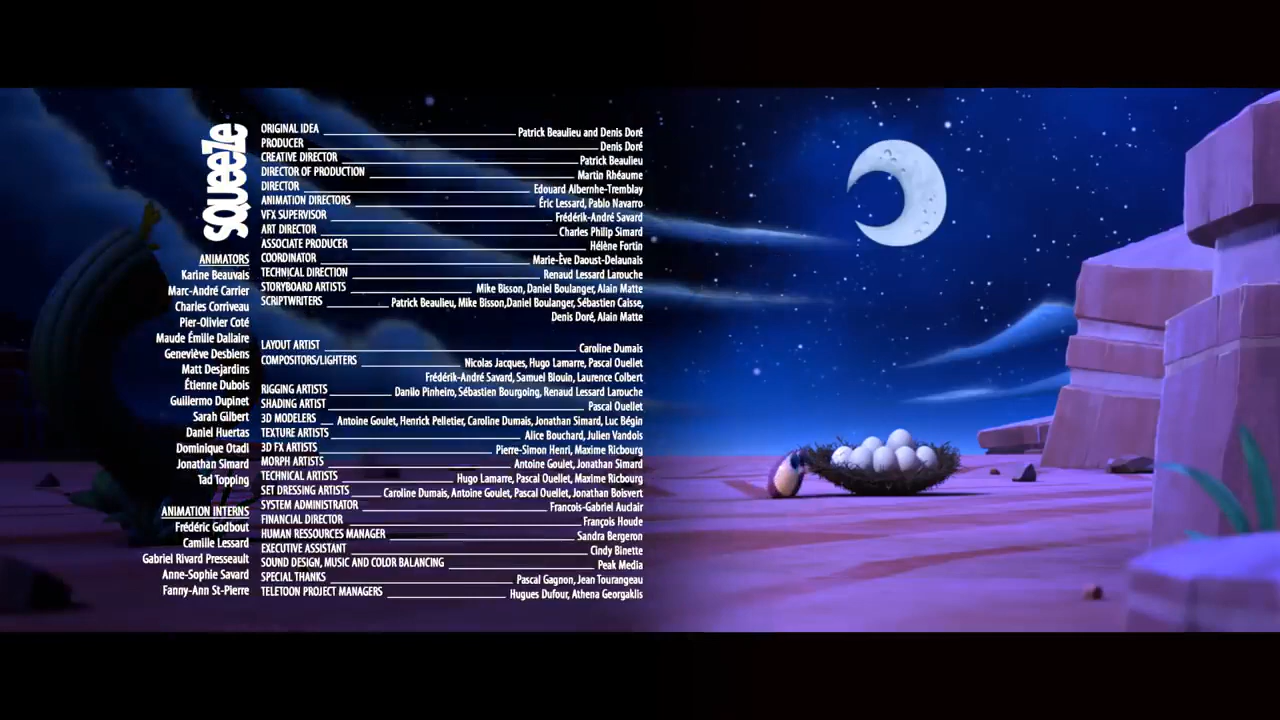 squeeze
ANIMATORS
Karine Beauvais
Marc-André Carrier
Charles Corriveau
Pier-Olivier Coté
Maude Émilie Dallaire
Geneviève Desbiens
Matt Desjardins
Étienne Dubois
Guillermo Dupinet
Sarah Gilbert
Daniel Huertas
Dominique Otadi
Jonathan Simard
Tad Topping
ANIMATION INTERNS
Frédéric Godbout
Camille Lessard
Gabriel Rivard Presseault
Anne-Sophie Savard
Fanny-Ann St-Pierre
ORIGINAL IDEA Patrick Beaulieu and Denis Doré
PRODUCER Denis Doré
CREATIVE DIRECTOR Patrick Beaulieu
DIRECTOR OF PRODUCTION Martin Rhéaume
DIRECTOR Edouard Albernhe-Tremblay
ANIMATION DIRECTORS Éric Lessard, Pablo Navarro
VFX SUPERVISOR Frédérik-André Savard
ART DIRECTOR Charles Philip Simard
ASSOCIATE PRODUCER Hélène Fortin
COORDINATOR Marie-Ève Daoust-Delaunais
TECHNICAL DIRECTION Renaud Lessard Larouche
STORYBOARD ARTISTS Mike Bisson, Daniel Boulanger, Alain Matte
SCRIPTWRITERS Patrick Beaulieu, Mike Bisson,Daniel Boulanger, Sébastien Caisse,
Denis Doré, Alain Matte
LAYOUT ARTIST Caroline Dumais
COMPOSITORS/LIGHTERS Nicolas Jacques, Hugo Lamarre, Pascal Ouellet
Frédérik-André Savard, Samuel Blouin, Laurence Colbert
RIGGING ARTISTS Danilo Pinheiro, Sébastien Bourgoing, Renaud Lessard Larouche
SHADING ARTIST Pascal Ouellet
3D MODELERS Antoine Goulet, Henrick Pelletier, Caroline Dumais, Jonathan Simard, Luc Bégin
TEXTURE ARTISTS Alice Bouchard, Julien Vandois
3D FX ARTISTS Pierre-Simon Henri, Maxime Ricbourg
MORPH ARTISTS Antoine Goulet, Jonathan Simard
TECHNICAL ARTISTS Hugo Lamarre, Pascal Ouellet, Maxime Ricbourg
SET DRESSING ARTISTS Caroline Dumais, Antoine Goulet, Pascal Ouellet, Jonathan Boisvert
SYSTEM ADMINISTRATOR Francois-Gabriel Auclair
FINANCIAL DIRECTOR François Houde
HUMAN RESSOURCES MANAGER Sandra Bergeron
EXECUTIVE ASSISTANT Cindy Binette
SOUND DESIGN, MUSIC AND COLOR BALANCING Peak Media
SPECIAL THANKS Pascal Gagnon, Jean Tourangeau
TELETOON PROJECT MANAGERS Hugues Dufour, Athena Georgaklis